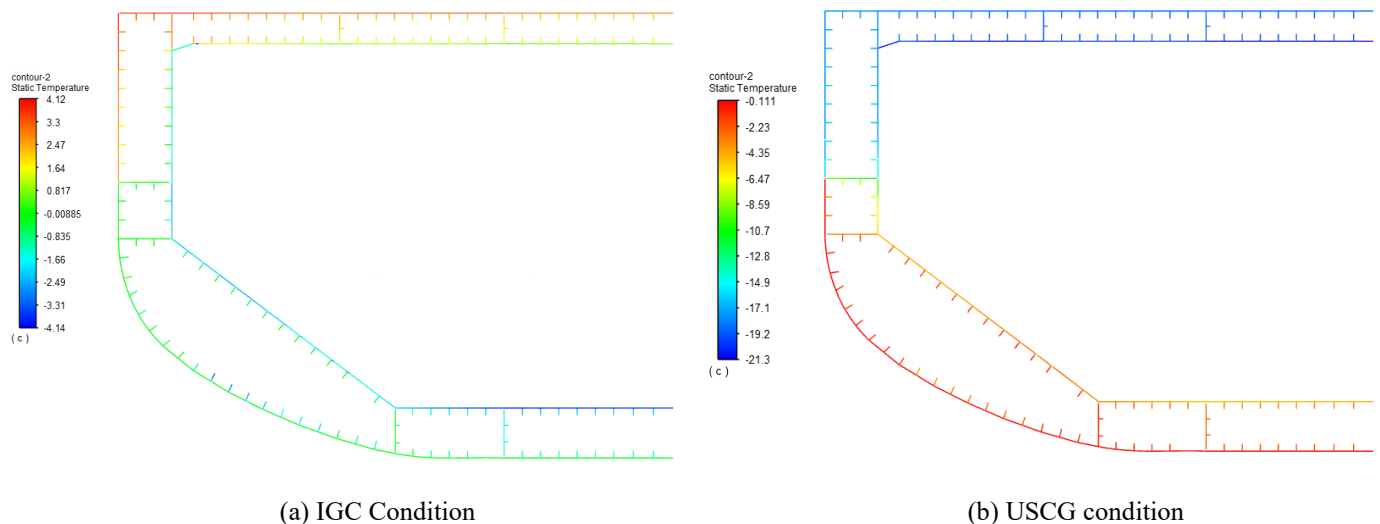 contour-2
Static Temperature
4.12
3.3
2.47
1.64
0.817
-0.00885
-0.835
-1.66
-2.49
-3.31
-4.14
( c )
contour-2
Static Temperature
-0.111
-2.23
-4.35
-6.47
-8.59
-10.7
-12.8
-14.9
-17.1
-19.2
-21.3
( c )
(a) IGC Condition
(b) USCG condition